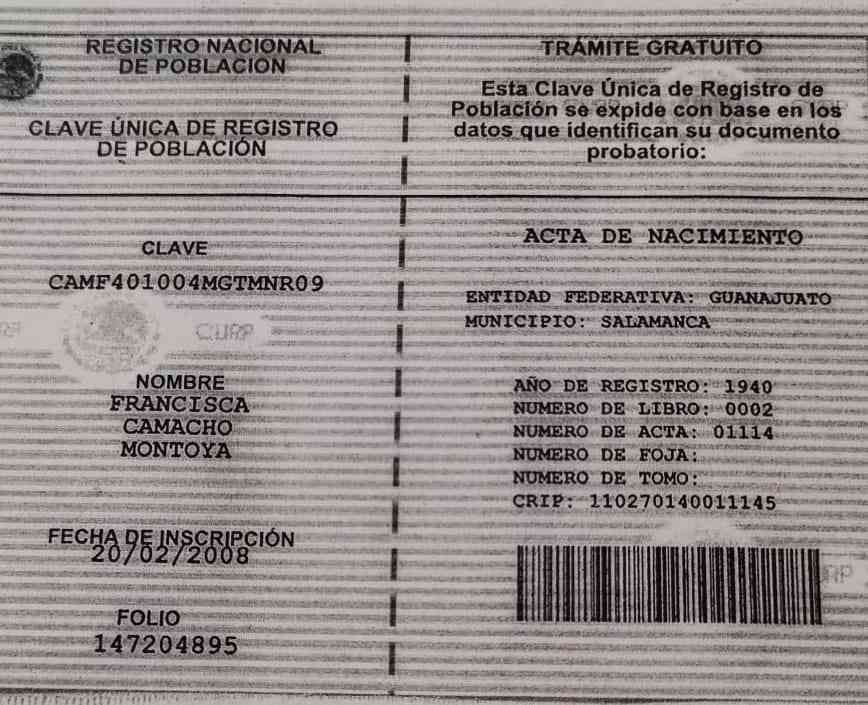 REGISTRO NACIONAL
DE POBLACION
CLAVE ÚNICA DE REGISTRO
DE POBLACIÓN
CLAVE
CAMF401004MGTMNR09
CURP
NOMBRE
FRANCISCA
CAMACHO
MONTOYA
FECHA DE INSCRIPCIÓN
20/02/2008
FOLIO
147204895
TRÁMITE GRATUITO
Esta Clave Única de Registro de
Población se expide con base en los
datos que identifican su documento
probatorio:
ACTA DE NACIMIENTO
ENTIDAD FEDERATIVA: GUANAJUATO
MUNICIPIO: SALAMANCA
AÑO DE REGISTRO: 1940
NUMERO DE LIBRO: 0002
NUMERO DE ACTA: 01114
NUMERO DE FOJA:
NUMERO DE TOMO:
CRIP: 110270140011145